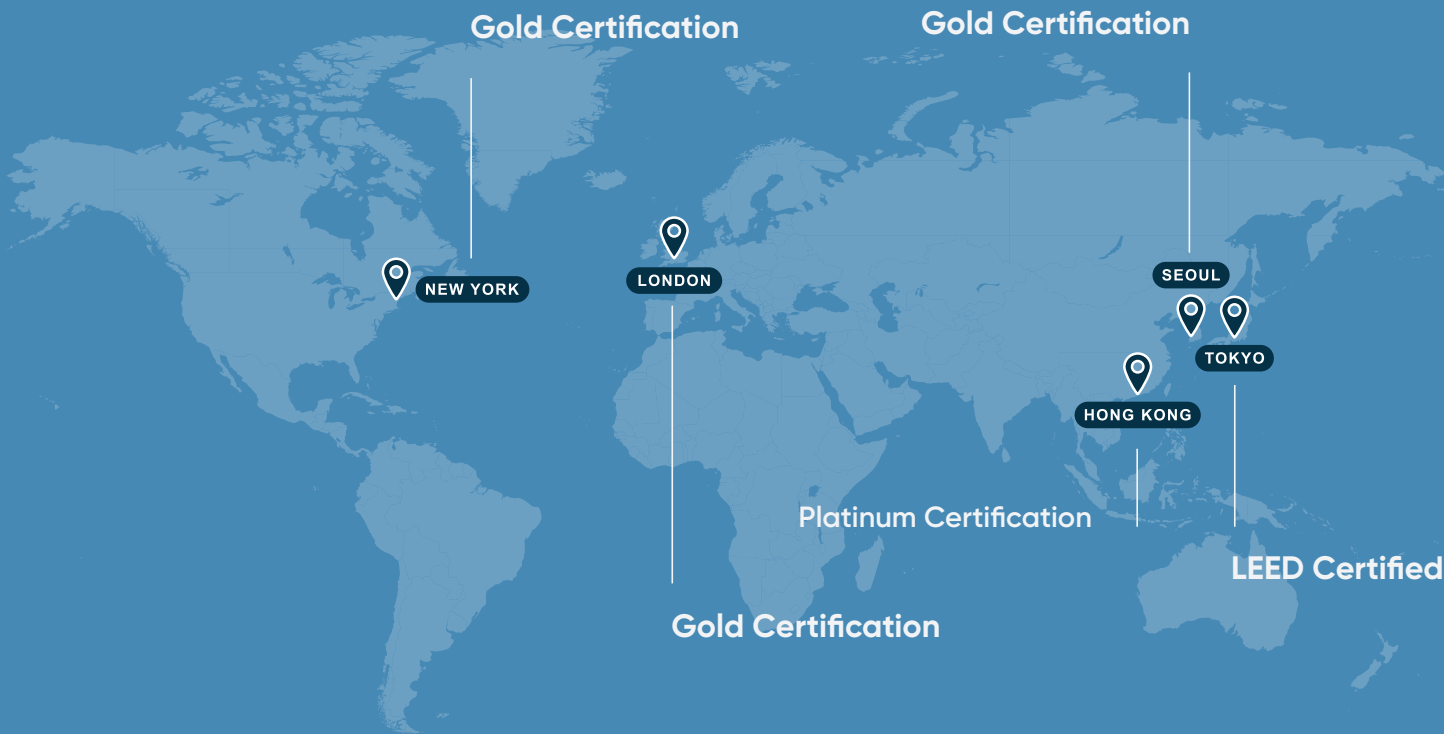 Gold Certification
Gold Certification
SEOUL
LONDON
NEW YORK
TOKYO
HONG KONG
Platinum Certification
LEED Certified
Gold Certification